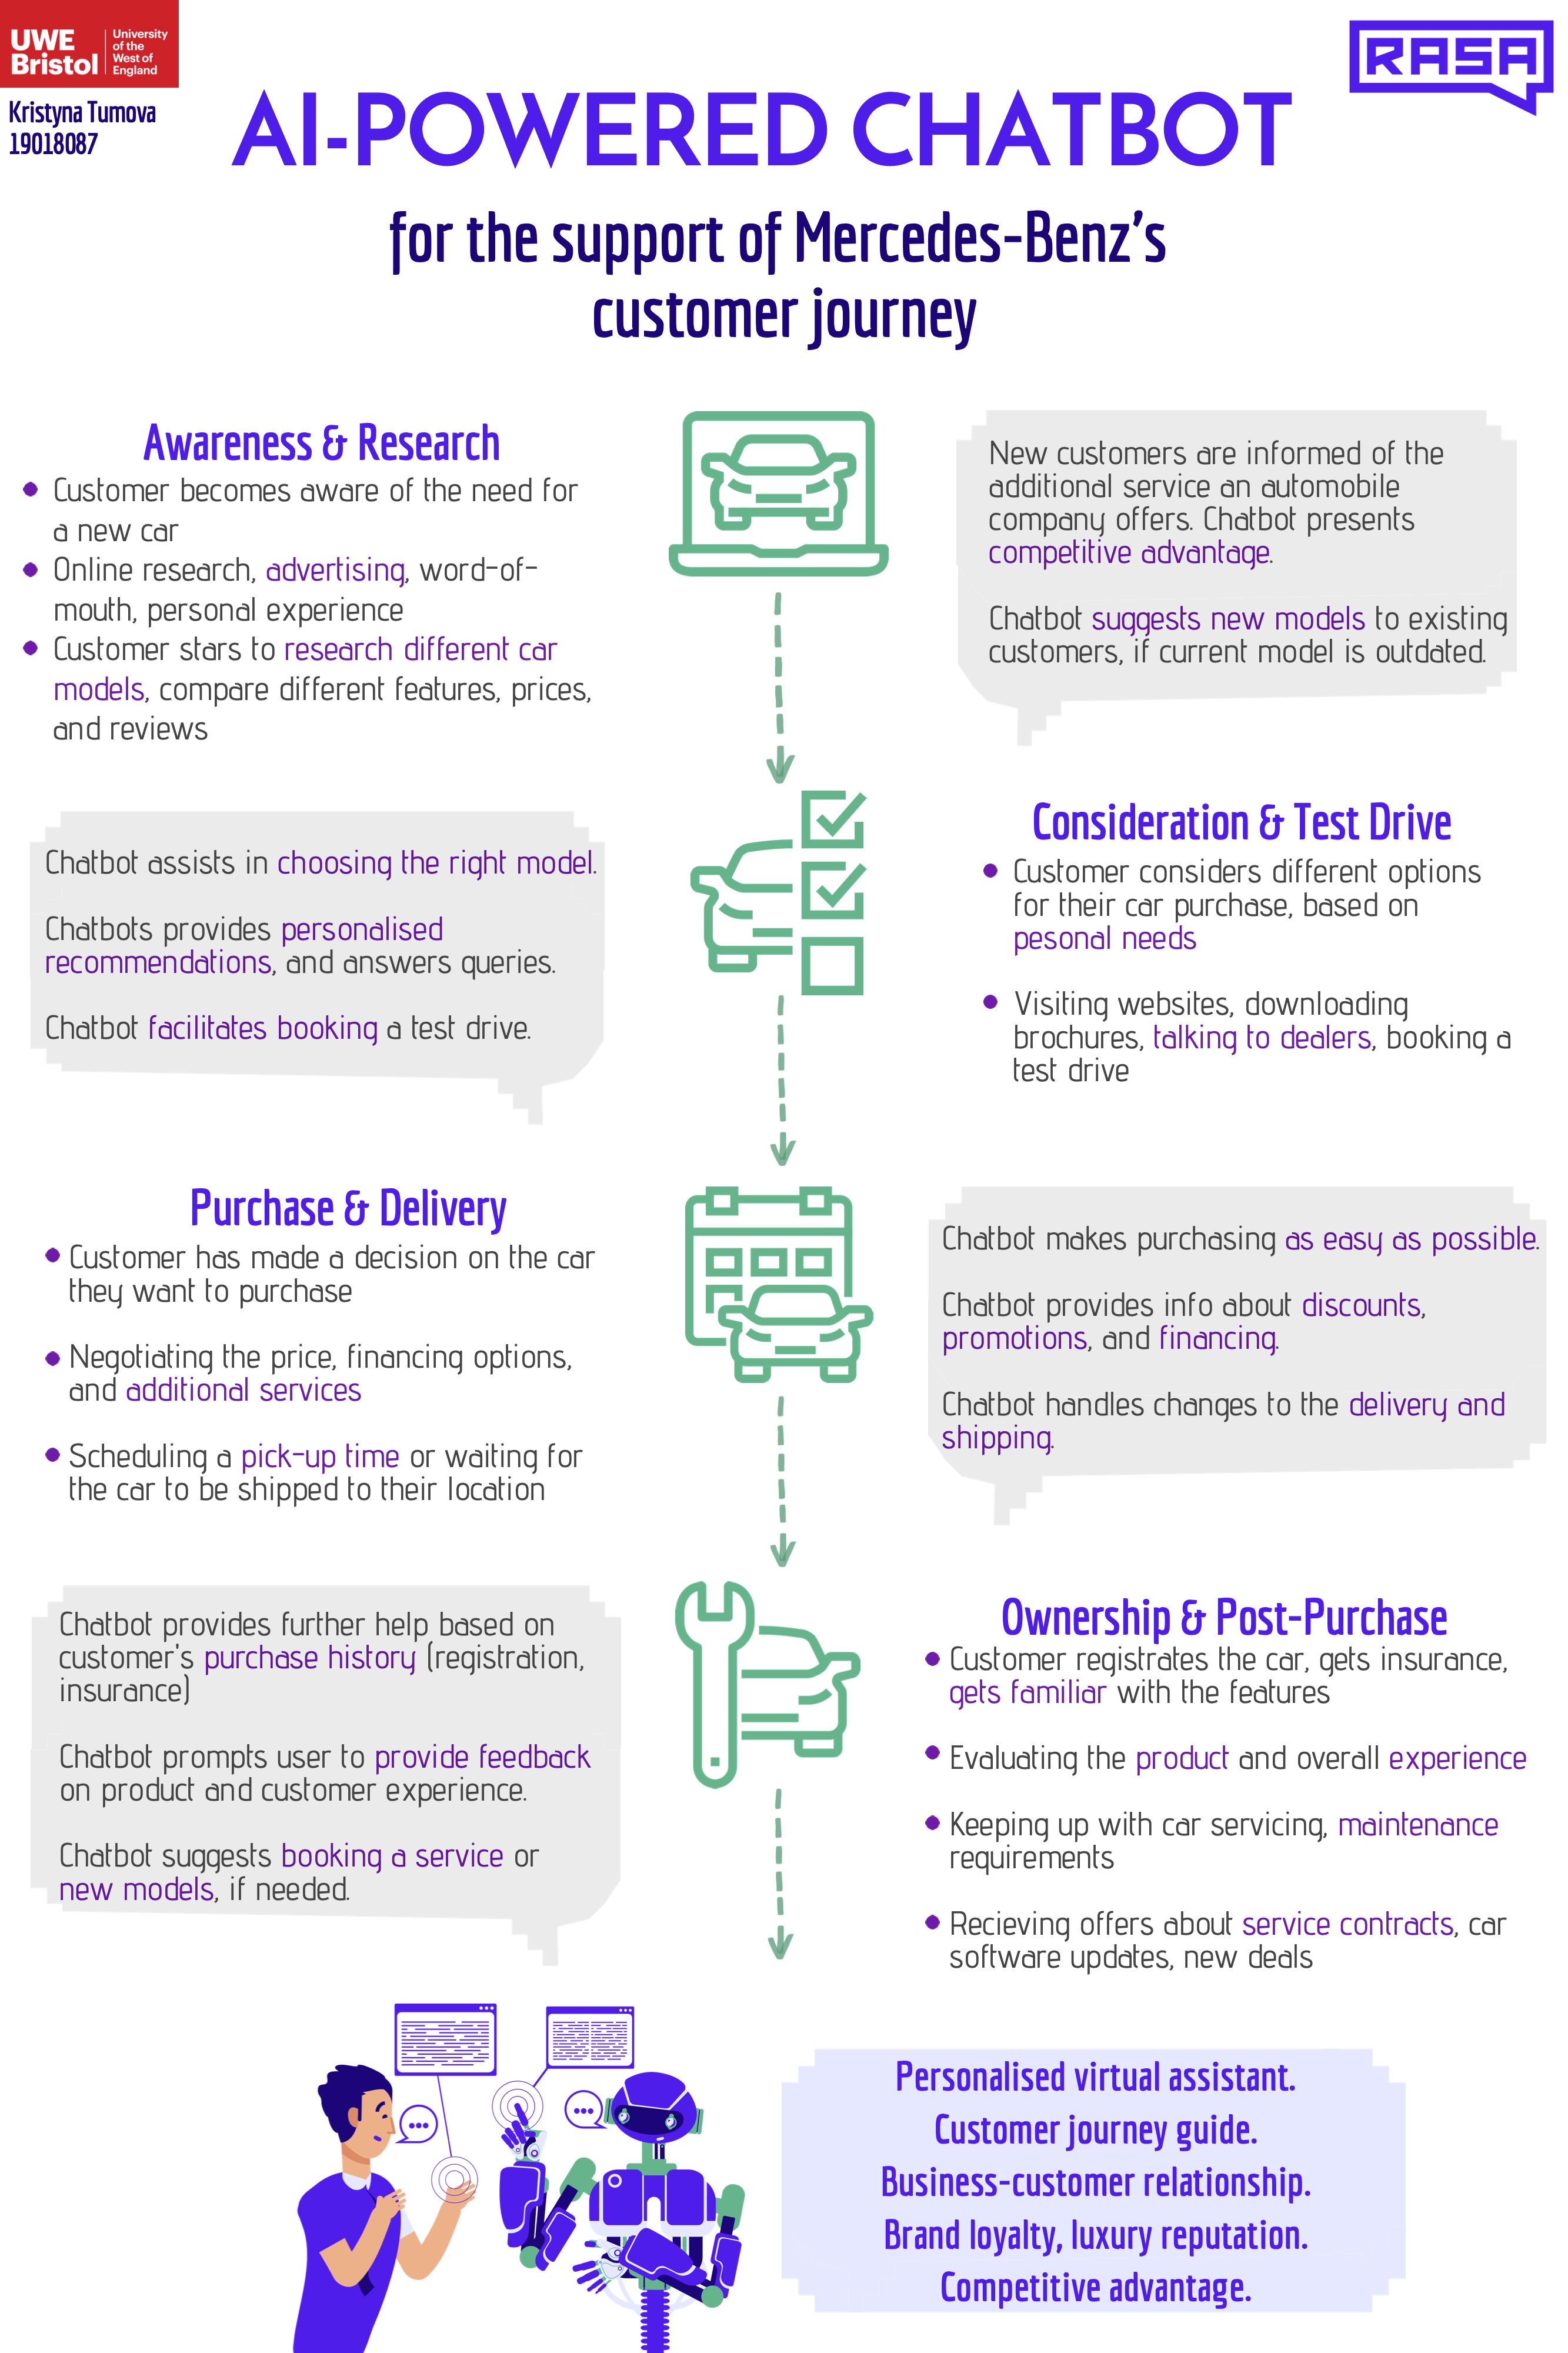 UWE
Bristol
University
of the
West of
England
RASA
Kristyna Tumova
19018087
AI-POWERED CHATBOT
for the support of Mercedes-Benz's
customer journey
Awareness & Research
Customer becomes aware of the need for
a new car
Online research, advertising, word-of-
mouth, personal experience
Customer stars to research different car
models, compare different features, prices,
and reviews
New customers are informed of the
additional service an automobile
company offers. Chatbot presents
competitive advantage.
Chatbot suggests new models to existing
customers, if current model is outdated.
Chatbot assists in choosing the right model.
Chatbots provides personalised
recommendations, and answers queries.
Chatbot facilitates booking a test drive.
Consideration & Test Drive
Customer considers different options
for their car purchase, based on
pesonal needs
Visiting websites, downloading
brochures, talking to dealers, booking a
test drive
Purchase & Delivery
Customer has made a decision on the car
they want to purchase
Negotiating the price, financing options,
and additional services
Scheduling a pick-up time or waiting for
the car to be shipped to their location
Chatbot makes purchasing as easy as possible.
Chatbot provides info about discounts,
promotions, and financing.
Chatbot handles changes to the delivery and
shipping.
Chatbot provides further help based on
customer's purchase history (registration,
insurance)
Chatbot prompts user to provide feedback
on product and customer experience.
Chatbot suggests booking a service or
new models, if needed.
Ownership & Post-Purchase
Customer registrates the car, gets insurance,
gets familiar with the features
Evaluating the product and overall experience
Keeping up with car servicing, maintenance
requirements
Recieving offers about service contracts, car
software updates, new deals
Personalised virtual assistant.
Customer journey guide.
Business-customer relationship.
Brand loyalty, luxury reputation.
Competitive advantage.